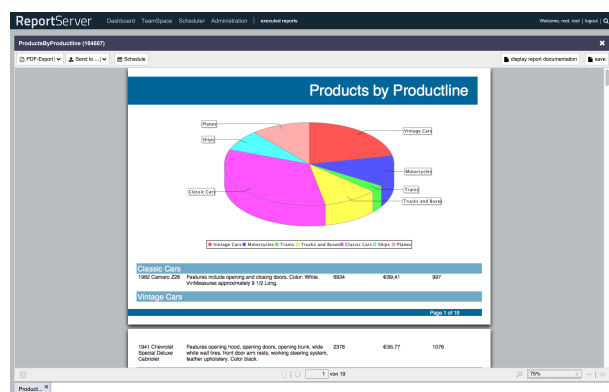 ReportServer Dashboard TeamSpace Scheduler Administration executed reports Welcome, root, root | logout |
ProductsByProductline (164607)
PDF-Export Send to ... Schedule display report documentation save
Products by Productline
Planes
Vintage Cars
Ships
Motorcycles
Trains
Classic Cars
Trucks and Buses
Vintage Cars Motorcycles Trains Trucks and Buses Classic Cars Ships Planes
Classic Cars
1982 Camaro Z28 Features include opening and closing doors. Color: White. 6934 €89,41 997
\r\nMeasures approximately 9 1/2 Long.
Vintage Cars
Page 1 of 19
1941 Chevrolet Features opening hood, opening doors, opening trunk, wide 2378 €95,77 1076
Special Deluxe white wall tires, front door arm rests, working steering system,
Cabriolet leather upholstery. Color black.
1 von 19 75%
Product...